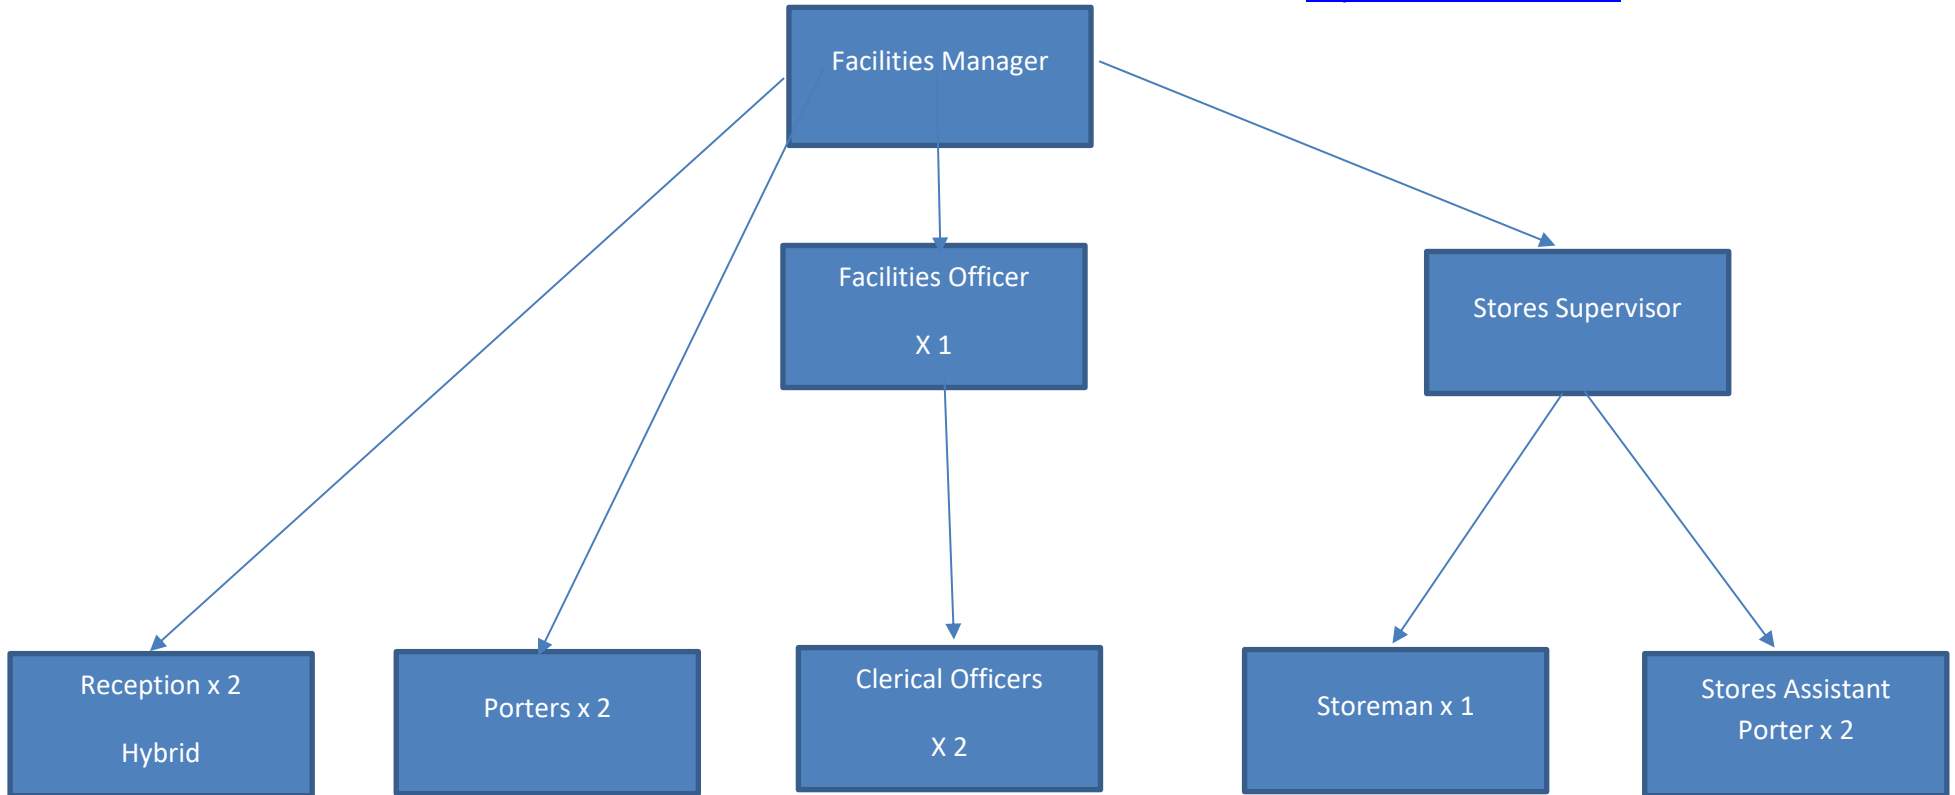 Facilities Manager
Facilities Officer
X 1
Stores Supervisor
Reception x 2
Hybrid
Porters x 2
Clerical Officers
X 2
Storeman x 1
Stores Assistant
Porter x 2